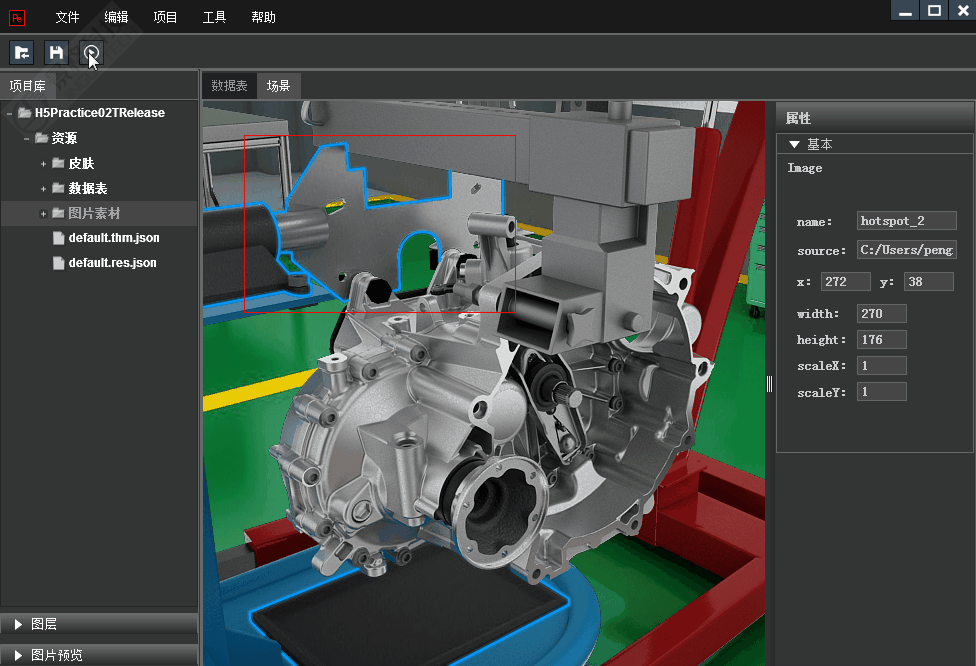 Pe 文件 编辑 项目 工具 帮助
项目库
数据表 场景
H5Practice02TRelease
资源
皮肤
数据表
图片素材
default.thm.json
default.res.json
图层
图片预览
属性
基本
Image
name: hotspot_2
source: C:/Users/peng
x: 272 y: 38
width: 270
height: 176
scaleX: 1
scaleY: 1